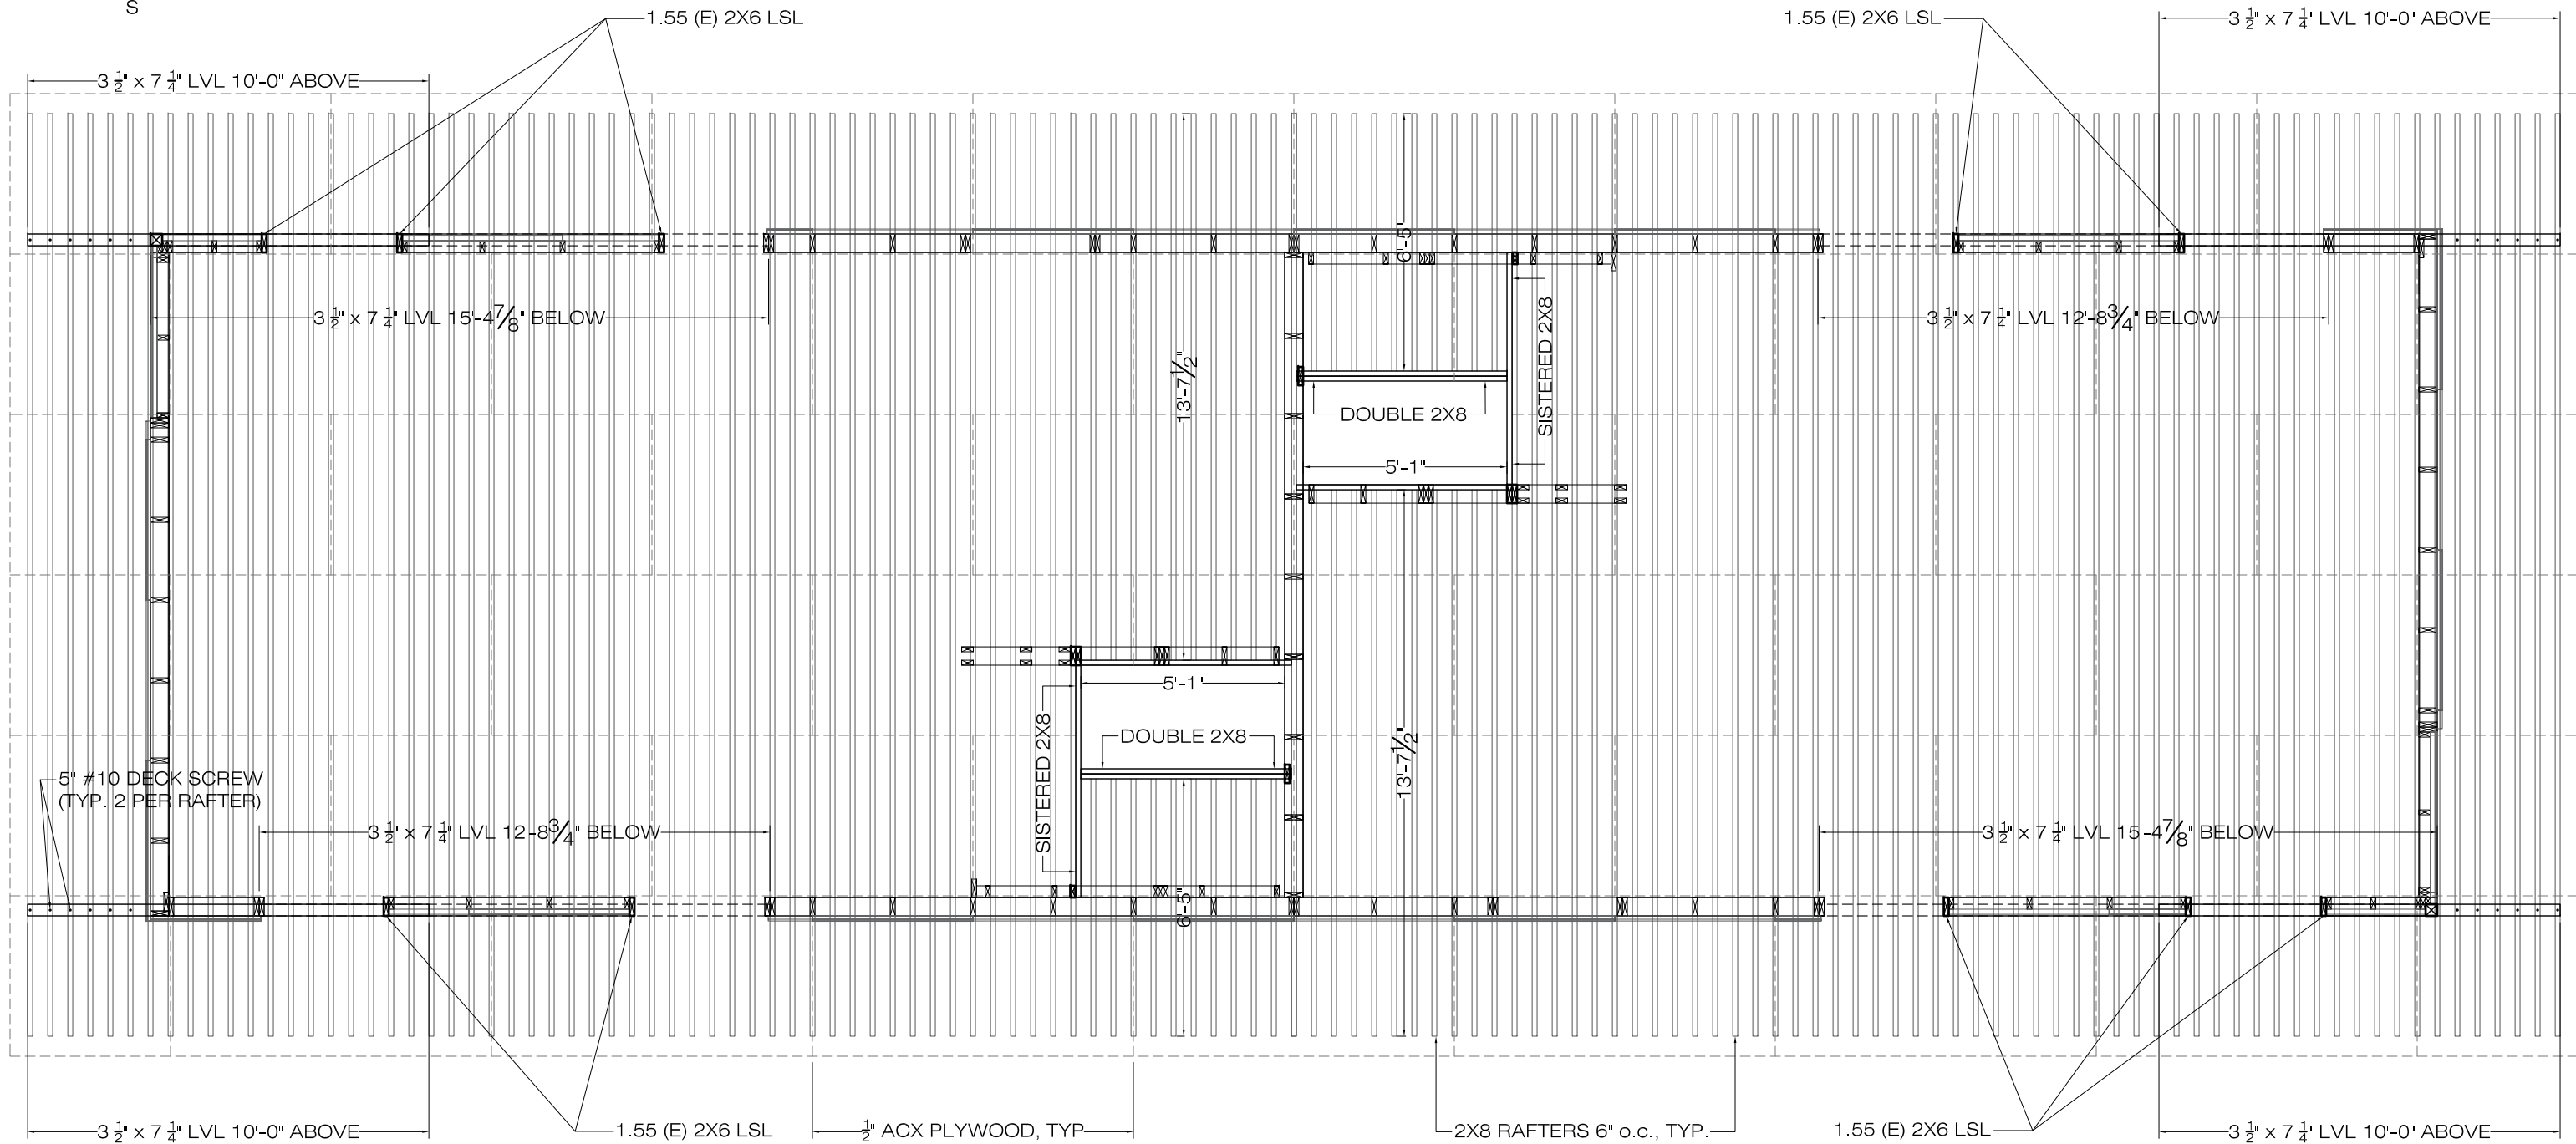 S
1.55 (E) 2X6 LSL
1.55 (E) 2X6 LSL
3 1/2" x 7 1/4" LVL 10'-0" ABOVE
3 1/2" x 7 1/4" LVL 10'-0" ABOVE
6'-5"
3 1/2" x 7 1/4" LVL 15'-4 7/8" BELOW
3 1/2" x 7 1/4" LVL 12'-8 3/4" BELOW
13'-7 1/2"
SISTERED 2X8
DOUBLE 2X8
5'-1"
5'-1"
DOUBLE 2X8
SISTERED 2X8
13'-7 1/2"
5" #10 DECK SCREW
(TYP. 2 PER RAFTER)
3 1/2" x 7 1/4" LVL 12'-8 3/4" BELOW
3 1/2" x 7 1/4" LVL 15'-4 7/8" BELOW
6'-5"
3 1/2" x 7 1/4" LVL 10'-0" ABOVE
1.55 (E) 2X6 LSL
1/2" ACX PLYWOOD, TYP
2X8 RAFTERS 6" o.c., TYP.
1.55 (E) 2X6 LSL
3 1/2" x 7 1/4" LVL 10'-0" ABOVE